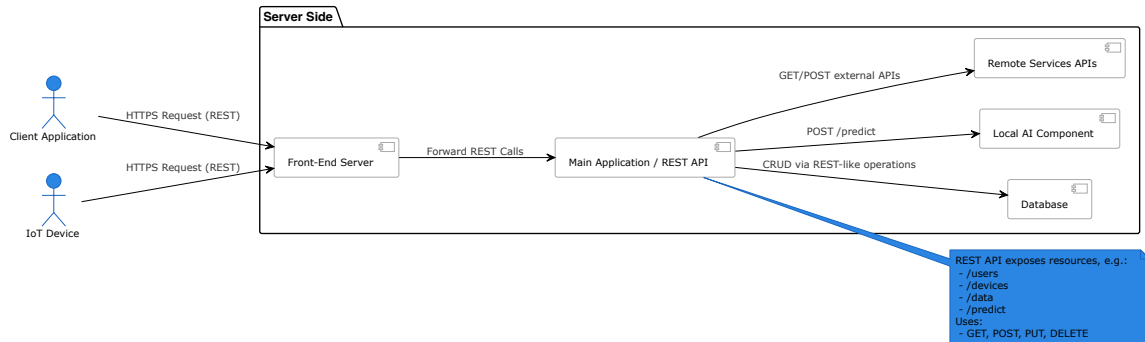 Server Side
Remote Services APIs
GET/POST external APIs
HTTPS Request (REST)
Client Application
POST /predict
Local AI Component
Front-End Server
Forward REST Calls
Main Application / REST API
HTTPS Request (REST)
CRUD via REST-like operations
Database
IoT Device
REST API exposes resources, e.g.:
- /users
- /devices
- /data
- /predict
Uses:
- GET, POST, PUT, DELETE